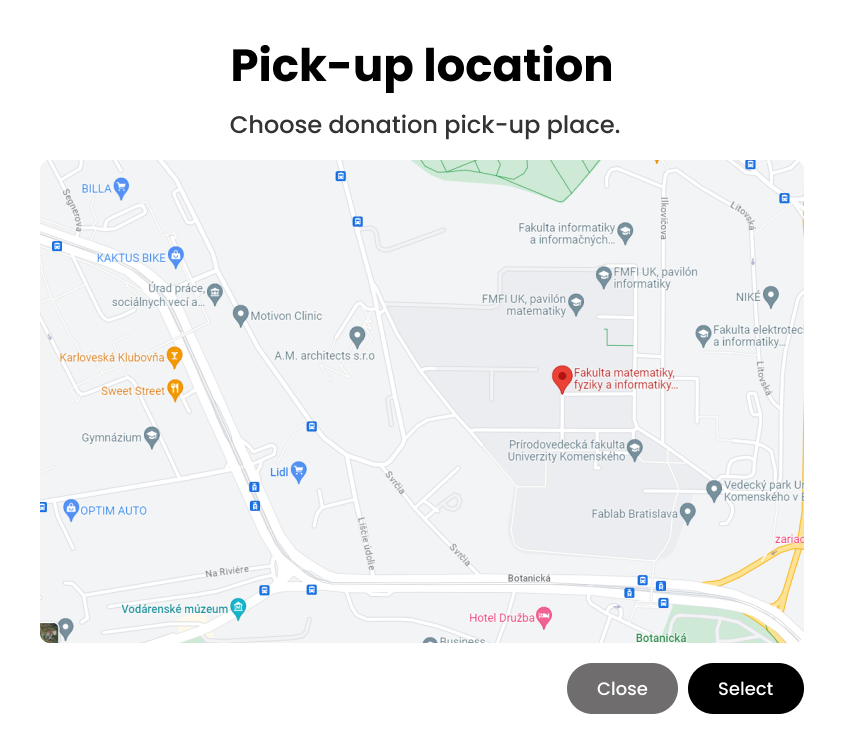 Pick-up location
Choose donation pick-up place.
BILLA
Segnerova
KAKTUS BIKE
Úrad práce,
sociálnych vecí a...
Motivon Clinic
A.M. architects s.r.o
Karloveská Klubovňa
Sweet Street
Gymnázium
Lidl
OPTIM AUTO
Na Riviére
Vodárenské múzeum
Svrčia
Líščie údolie
Svrčia
Fakulta informatiky
a informačných...
Ilkovičova
Litovská
FMFI UK, pavilón
informatiky
FMFI UK, pavilón
matematiky
NIKÉ
Fakulta elektrotec
a informatiky...
Litovská
Fakulta matematiky,
fyziky a informatiky...
Prírodovedecká fakulta
Univerzity Komenského
Vedecký park Un
Komenského v B
Fablab Bratislava
zariad
Botanická
Hotel Družba
Business
Botanická
Close
Select